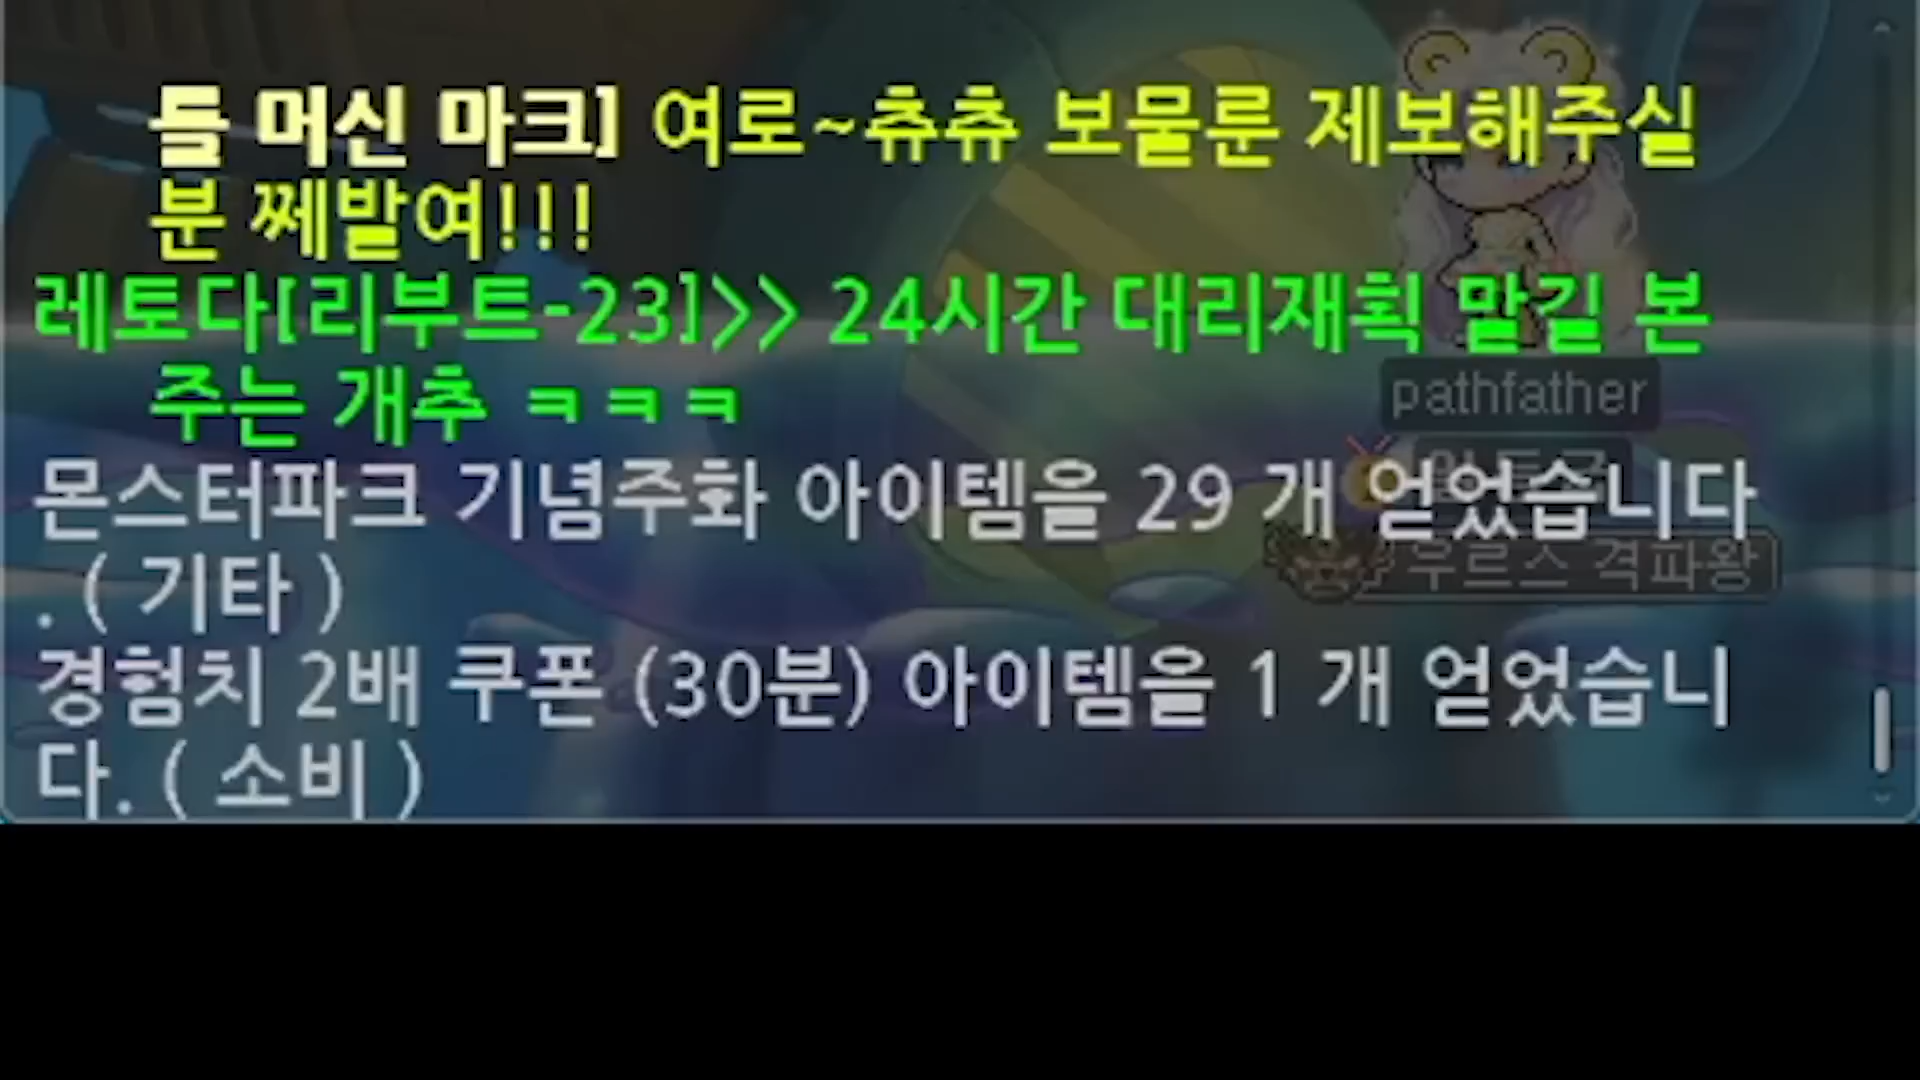 들 머신 마크] 여로~츄츄 보물룬 제보해주실
분 쩨발여!!!
레토다[리부트-23]>> 24시간 대리재획 맡길 본
주는 개추 ㅋㅋㅋ
pathfather
몬스터파크 기념주화 아이템을 29 개 얻었습니다
. ( 기타 )
우르스 격파왕
경험치 2배 쿠폰 (30분) 아이템을 1 개 얻었습니
다. ( 소비 )